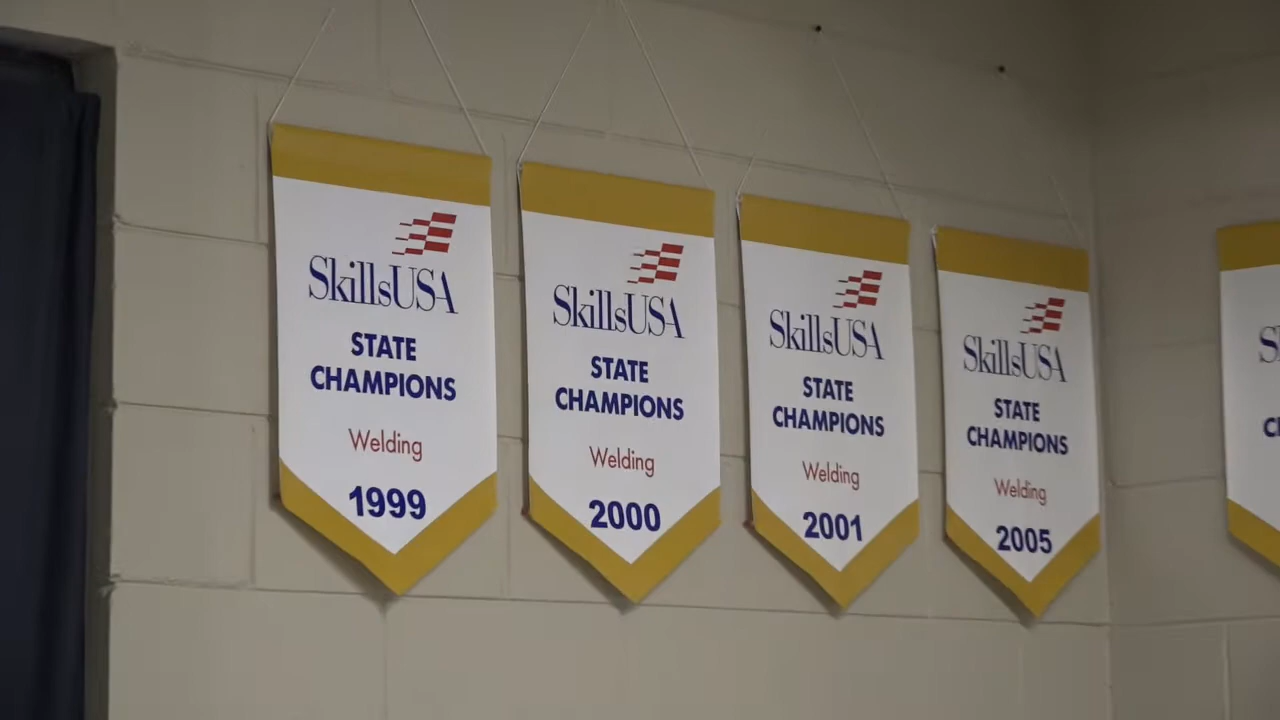 SkillsUSA
STATE
CHAMPIONS
Welding
1999
SkillsUSA
STATE
CHAMPIONS
Welding
2000
SkillsUSA
STATE
CHAMPIONS
Welding
2001
SkillsUSA
STATE
CHAMPIONS
Welding
2005